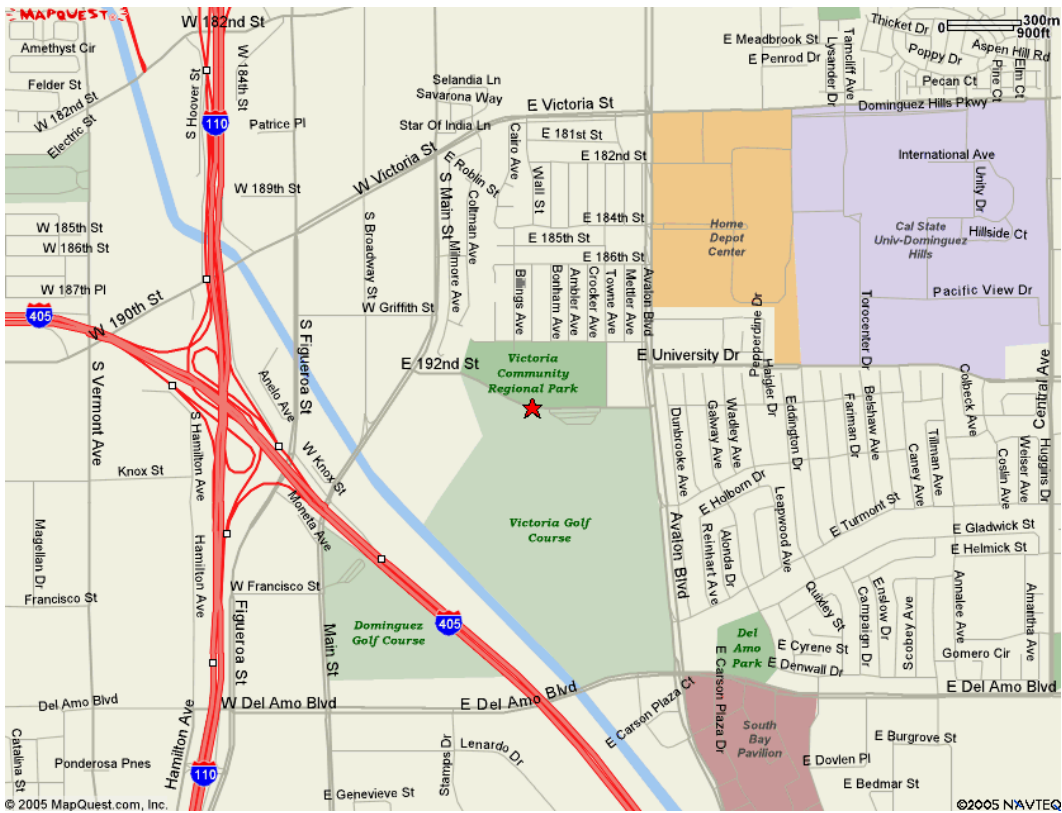 MAPQUEST.
W 182nd St
Amethyst Cir
Felder St
W 182nd St
Electric St
S Hoover St
W 184th St
110
Patrice Pl
W 189th St
W Victoria St
Selandia Ln
Savarona Way
Star Of India Ln
E Victoria St
E Meadbrook St
E Penrod Dr
Lysander Dr
Tamcliff Ave
Thicket Dr
0 300m
900ft
Poppy Dr
Aspen Hill Rd
Pecan Ct
Pine Ct
Elm Ct
Dominguez Hills Pkwy
Cairo Ave
E 181st St
E 182nd St
Wall St
E Roblin St
S Main St
Coltman Ave
Milmore Ave
E 184th St
E 185th St
E 186th St
International Ave
Unity Dr
Hillside Ct
Cal State
Univ-Dominguez
Hills
Home
Depot
Center
Pacific View Dr
W 185th St
W 186th St
W 187th Pl
W 190th St
405
S Broadway St
W Griffith St
S Figueroa St
Billings Ave
Bonham Ave
Ambler Ave
Crocker Ave
Towne Ave
Mettler Ave
Avalon Blvd
Pepperdine Dr
Torocenter Dr
E 192nd St
Victoria
Community
Regional Park
E University Dr
Haigler Dr
Central Ave
S Vermont Ave
Anelo Ave
S Hamilton Ave
Knox St
W Knox St
Moneta Ave
Dunbrooke Ave
Galway Ave
Wadley Ave
Eddington Dr
Fariman Dr
Belshaw Ave
Caney Ave
Tillman Ave
Colbeck Ave
Coslin Ave
Weiser Ave
Huggins Dr
E Holborn Dr
Leapwood Ave
E Turmont St
E Gladwick St
E Helmick St
Victoria Golf
Course
Avalon Blvd
Reinhart Ave
Alonda Dr
Magellan Dr
Hamilton Ave
Francisco St
W Francisco St
Figueroa St
Main St
Dominguez
Golf Course
405
Quixley St
Campaign Dr
Enslow Dr
Scobey Ave
Annalee Ave
Amantha Ave
Gomero Cir
Del
Amo
Park
E Cyrene St
E Denwall Dr
Del Amo Blvd
W Del Amo Blvd
E Del Amo Blvd
E Carson Plaza Ct
E Carson Plaza Dr
E Del Amo Blvd
Hamilton Ave
Catalina St
Ponderosa Pnes
110
Stamps Dr
Lenardo Dr
E Genevieve St
South
Bay
Pavilion
E Dovlen Pl
E Burgrove St
E Bedmar St
© 2005 MapQuest.com, Inc.
©2005 NAVTEQ